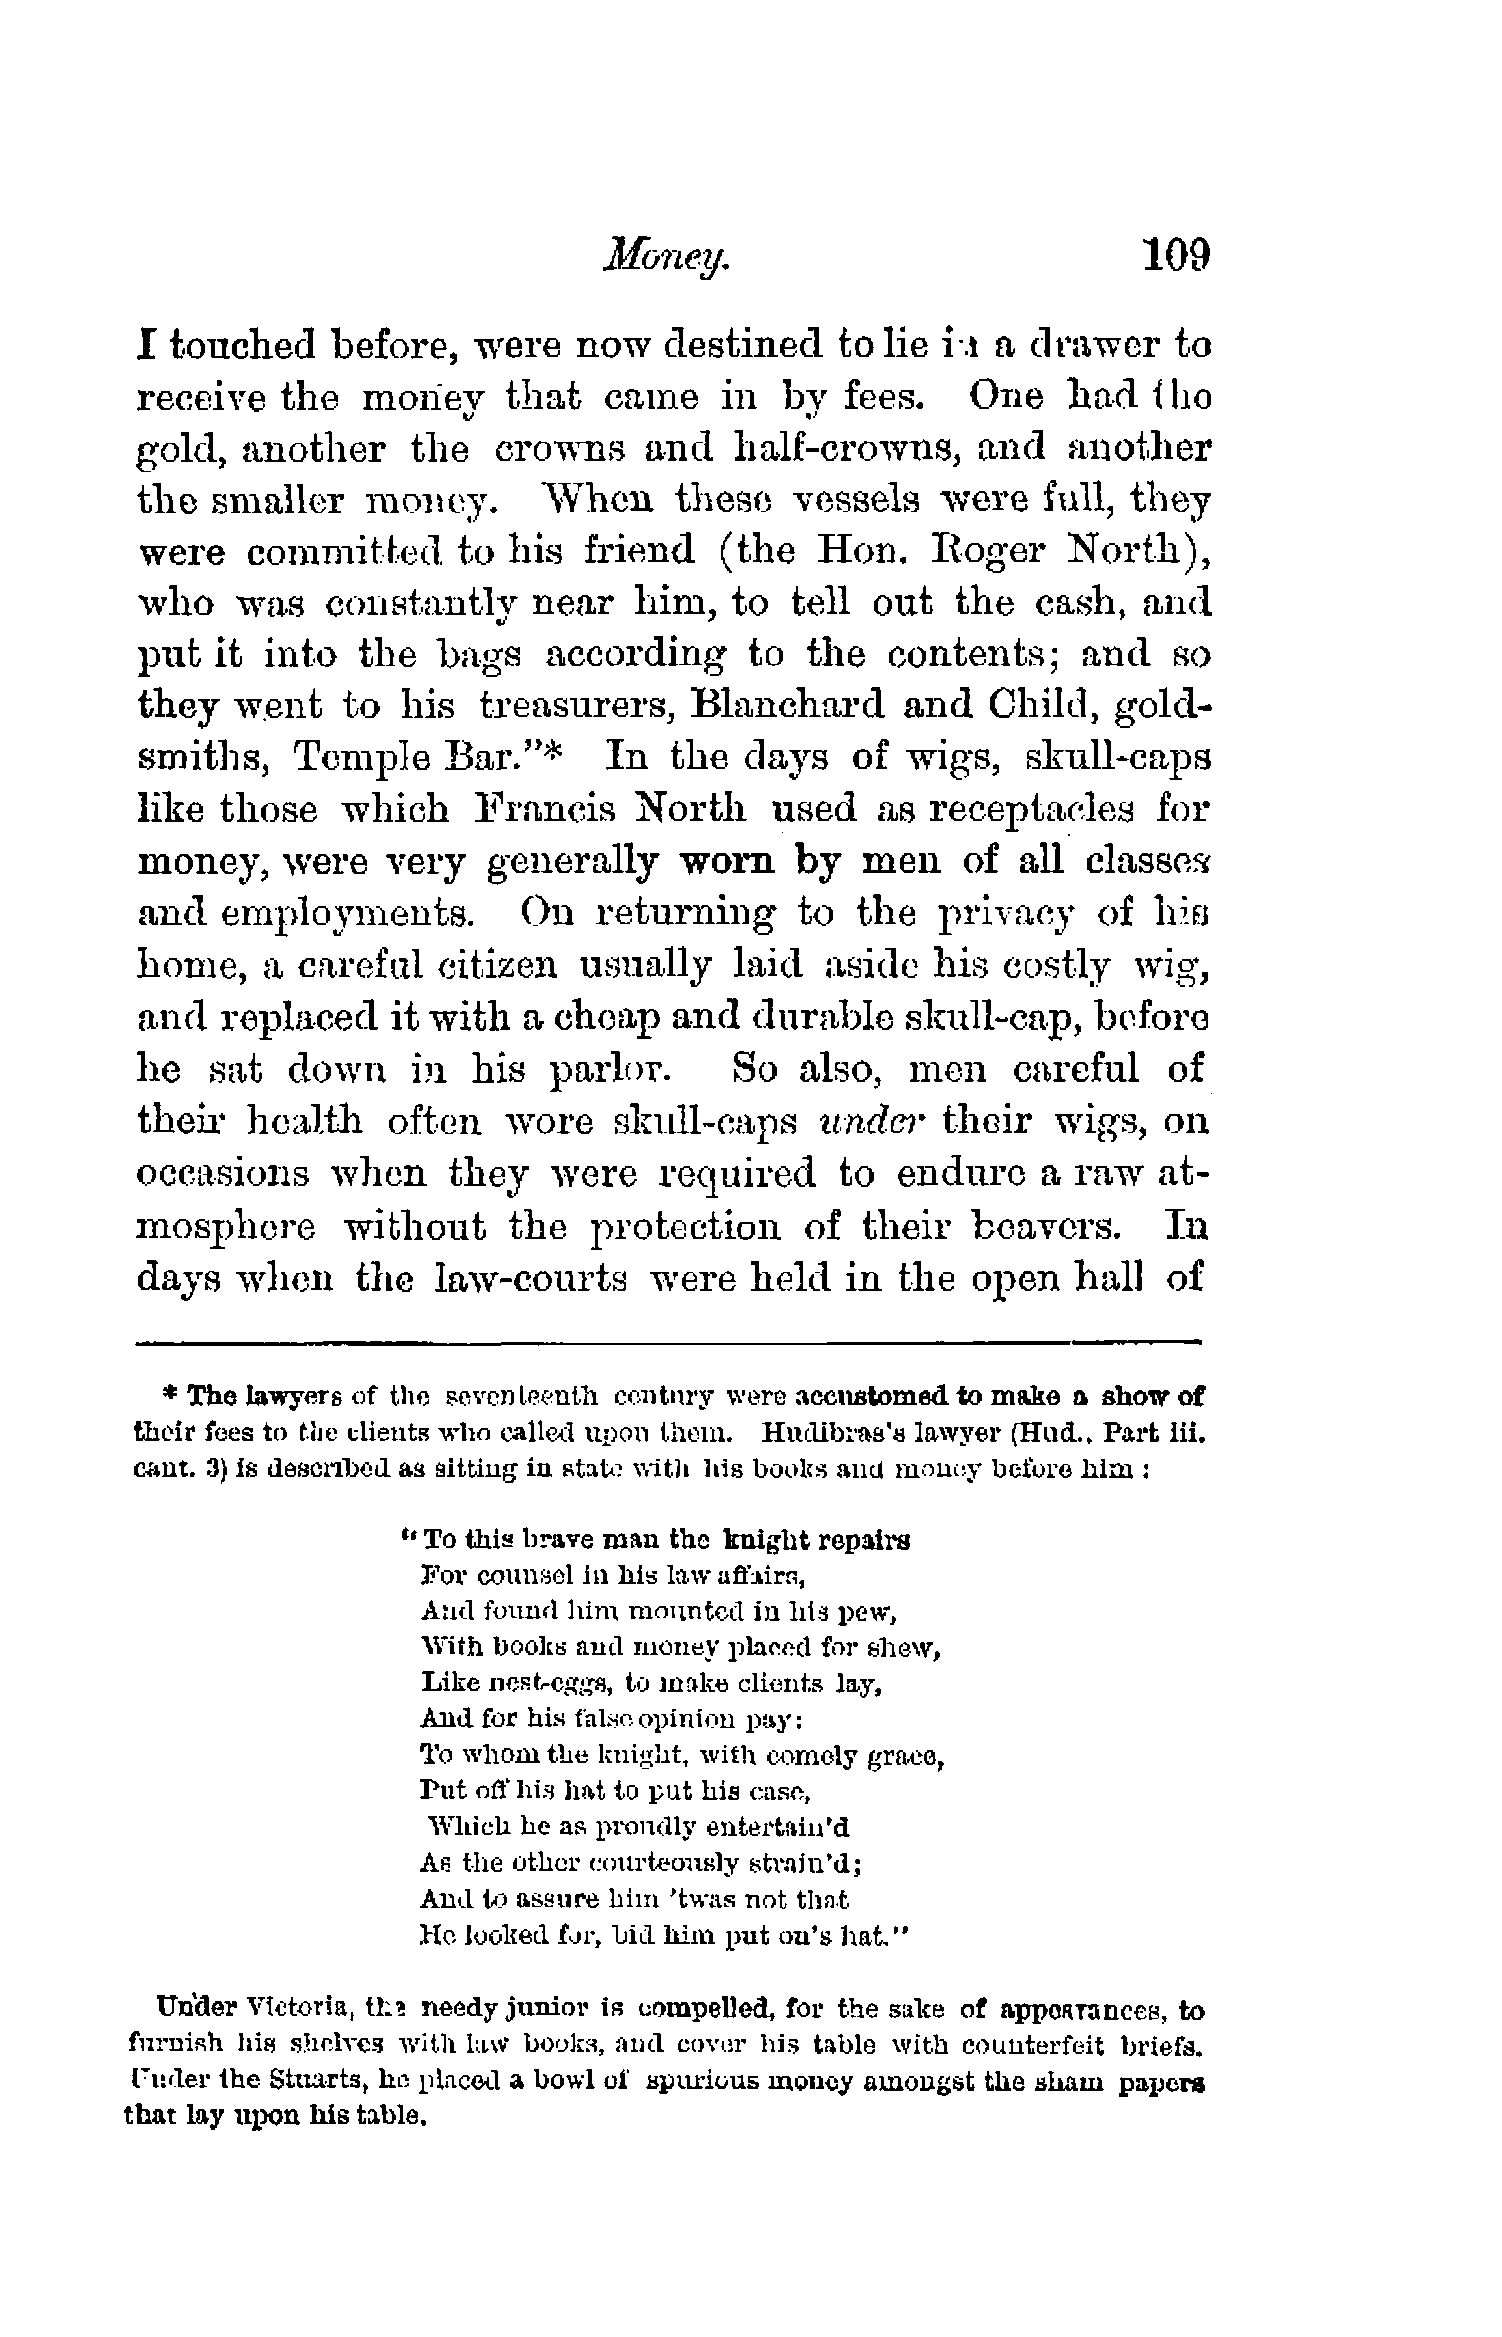 Money. 109
I touched before, were now destined to lie in a drawer to
receive the money that came in by fees. One had the
gold, another the crowns and half-crowns, and another
the smaller money. When these vessels were full, they
were committed to his friend (the Hon. Roger North),
who was constantly near him, to tell out the cash, and
put it into the bags according to the contents; and so
they went to his treasurers, Blanchard and Child, gold-
smiths, Temple Bar."* In the days of wigs, skull-caps
like those which Francis North used as receptacles for
money, were very generally worn by men of all classes
and employments. On returning to the privacy of his
home, a careful citizen usually laid aside his costly wig,
and replaced it with a cheap and durable skull-cap, before
he sat down in his parlor. So also, men careful of
their health often wore skull-caps under their wigs, on
occasions when they were required to endure a raw at-
mosphere without the protection of their beavers. In
days when the law-courts were held in the open hall of
* The lawyers of the seventeenth century were accustomed to make a show of
their fees to the clients who called upon them. Hudibras's lawyer (Hud., Part iii.
cant. 3) is described as sitting in state with his books and money before him:
"To this brave man the knight repairs
For counsel in his law affairs,
And found him mounted in his pew,
With books and money placed for shew,
Like nest-eggs, to make clients lay,
And for his false opinion pay:
To whom the knight, with comely grace,
Put off his hat to put his case,
Which he as proudly entertain'd
As the other courteously strain'd;
And to assure him 'twas not that
He looked for, bid him put on's hat."
Under Victoria, the needy junior is compelled, for the sake of appearances, to
furnish his shelves with law books, and cover his table with counterfeit briefs.
Under the Stuarts, he placed a bowl of spurious money amongst the sham papers
that lay upon his table.